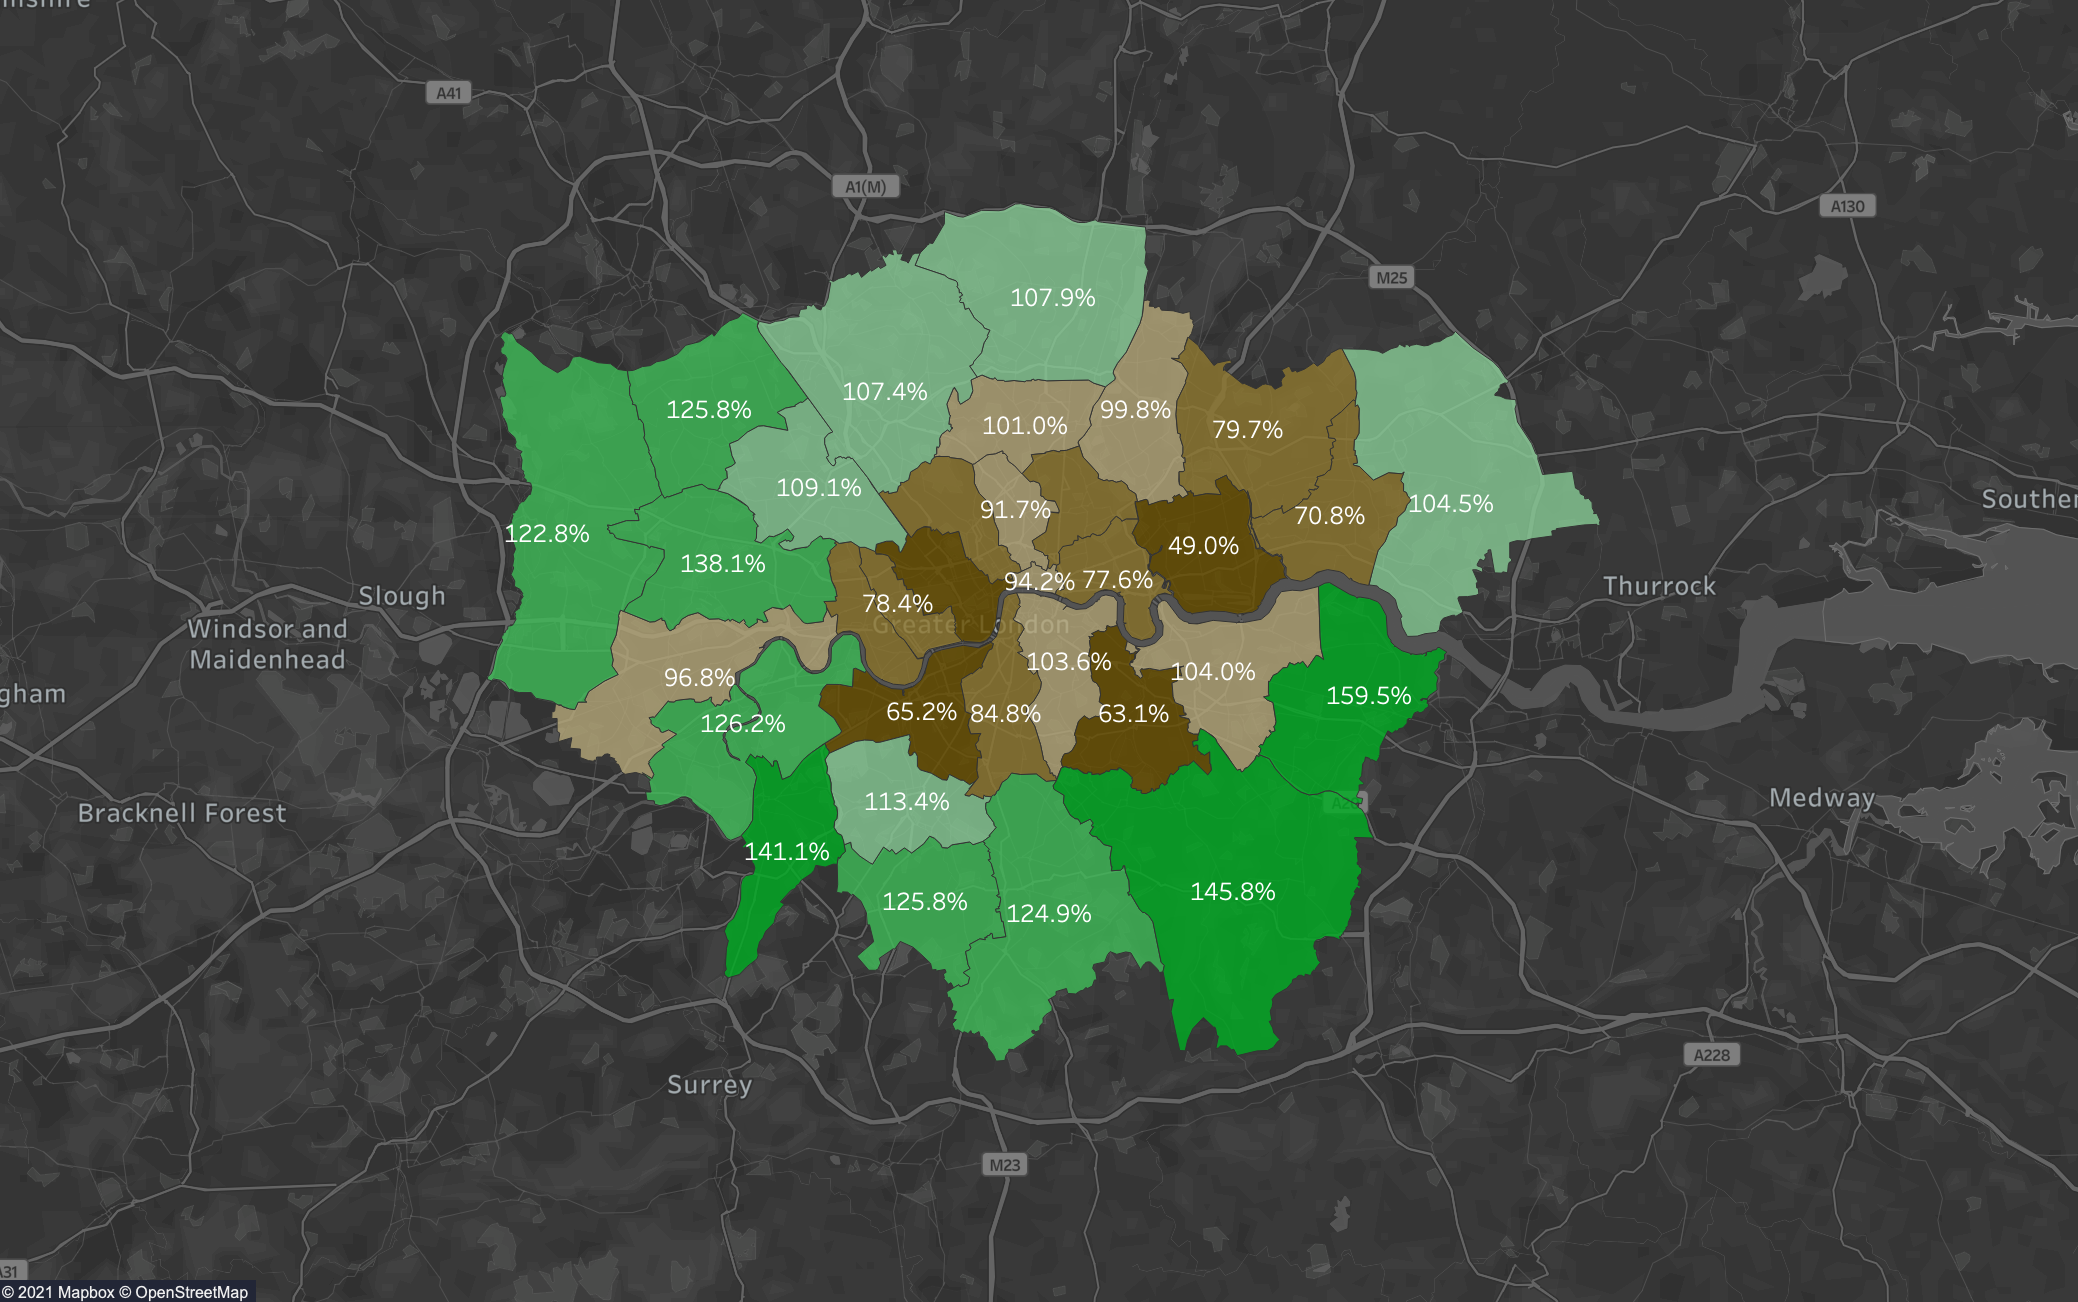 mshire
A41
A1(M)
A130
M25
107.9%
107.4%
125.8%
99.8%
101.0%
79.7%
109.1%
91.7%
70.8%
104.5%
Souther
122.8%
49.0%
138.1%
94.2%
77.6%
Thurrock
Slough
78.4%
Greater London
Windsor and
Maidenhead
103.6%
104.0%
96.8%
159.5%
gham
65.2%
84.8%
63.1%
126.2%
113.4%
Medway
Bracknell Forest
141.1%
145.8%
125.8%
124.9%
A228
Surrey
M23
A31
© 2021 Mapbox © OpenStreetMap